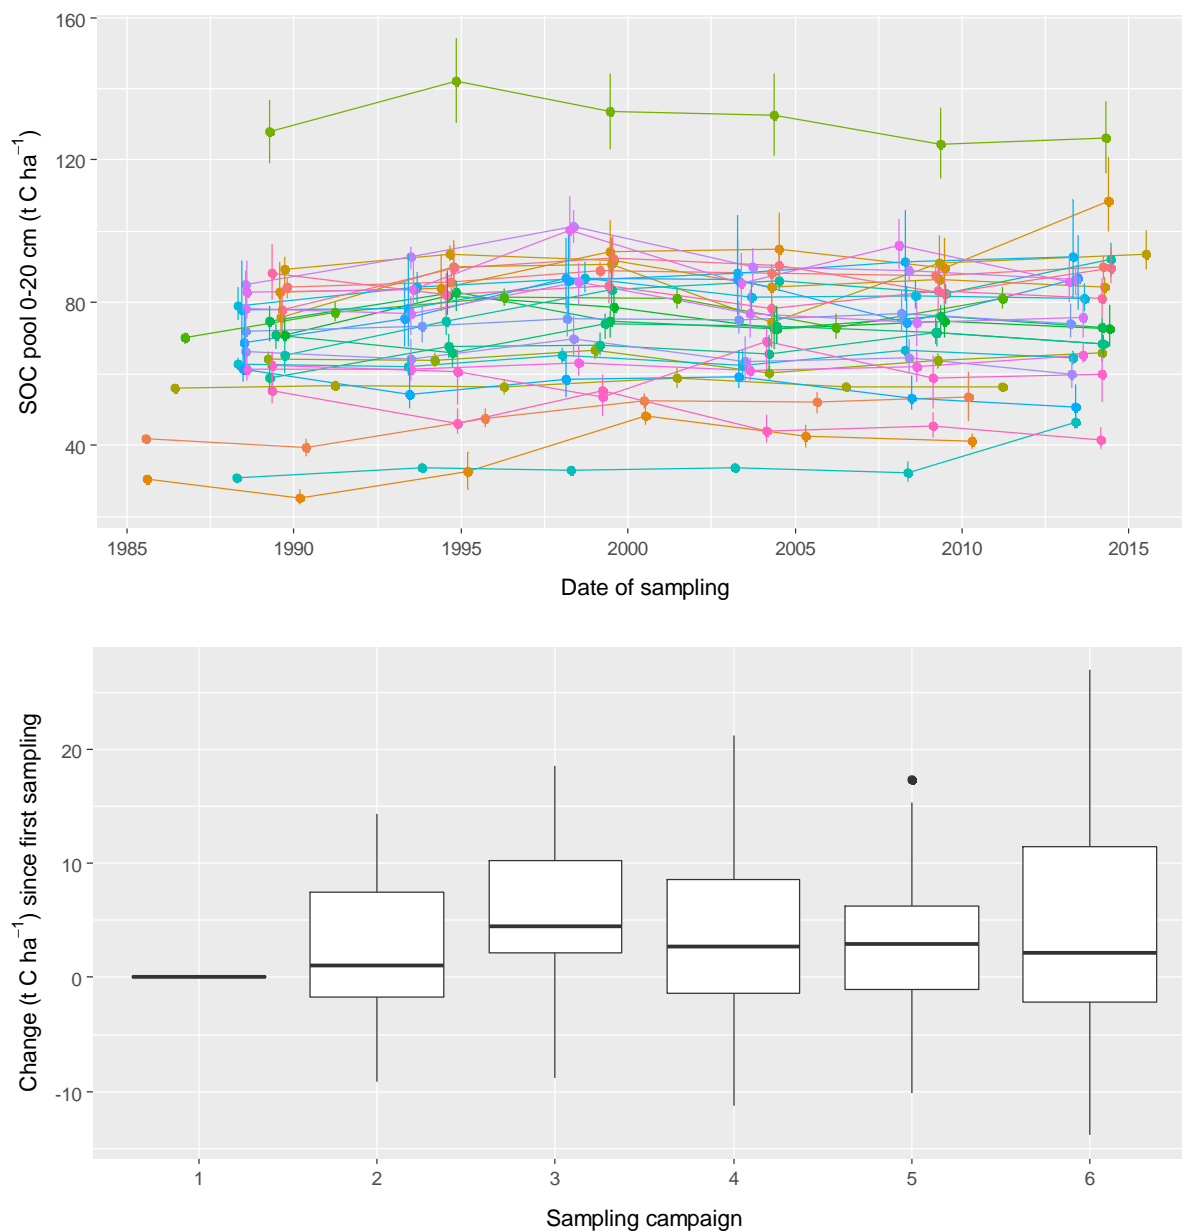 160
120
80
40
SOC pool 0-20 cm (t C ha⁻¹)
1985 1990 1995 2000 2005 2010 2015
Date of sampling
20
10
0
-10
Change (t C ha⁻¹) since first sampling
1 2 3 4 5 6
Sampling campaign